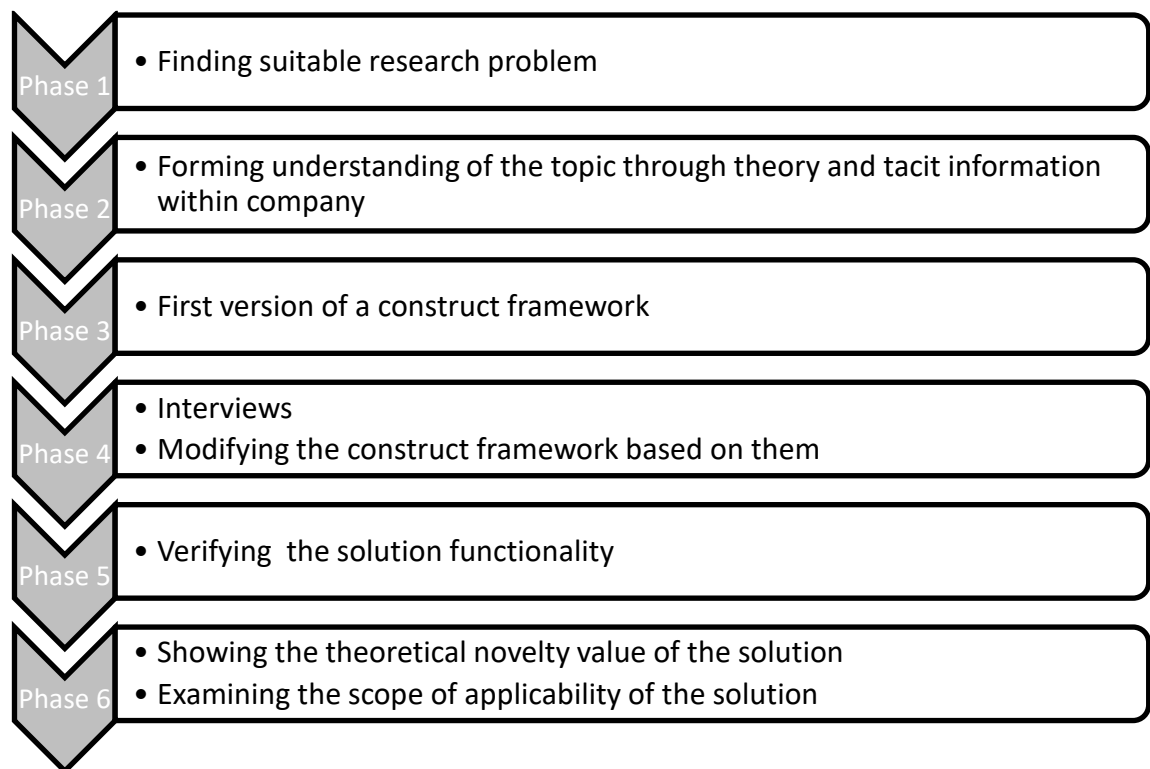 Phase 1
• Finding suitable research problem
Phase 2
• Forming understanding of the topic through theory and tacit information
within company
Phase 3
• First version of a construct framework
Phase 4
• Interviews
• Modifying the construct framework based on them
Phase 5
• Verifying  the solution functionality
Phase 6
• Showing the theoretical novelty value of the solution
• Examining the scope of applicability of the solution